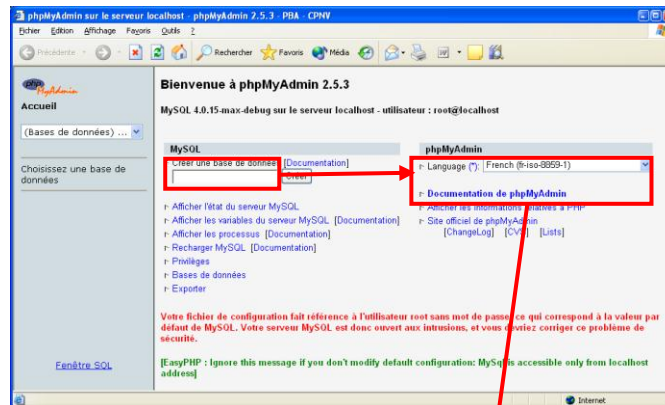 phpMyAdmin sur le serveur localhost - phpMyAdmin 2.5.3 - PBA - CPNV
Fichier Edition Affichage Favoris Outils ?
Précédente
Rechercher Favoris Média
php
MyAdmin
Accueil
(Bases de données) ...
Choisissez une base de
données
Fenêtre SQL
Bienvenue à phpMyAdmin 2.5.3
MySQL 4.0.15-max-debug sur le serveur localhost - utilisateur : root@localhost
MySQL
Créer une base de données [Documentation]
Créer
Afficher l'état du serveur MySQL
Afficher les variables du serveur MySQL [Documentation]
Afficher les processus [Documentation]
Recharger MySQL [Documentation]
Privilèges
Bases de données
Exporter
phpMyAdmin
Language (*): French (fr-iso-8859-1)
Documentation de phpMyAdmin
Afficher les informations relatives à PHP
Site officiel de phpMyAdmin
[ChangeLog] [CVS] [Lists]
Votre fichier de configuration fait référence à l'utilisateur root sans mot de passe, ce qui correspond à la valeur par
défaut de MySQL. Votre serveur MySQL est donc ouvert aux intrusions, et vous devriez corriger ce problème de
sécurité.
[EasyPHP : Ignore this message if you don't modify default configuration: MySql is accessible only from localhost
address]
Internet